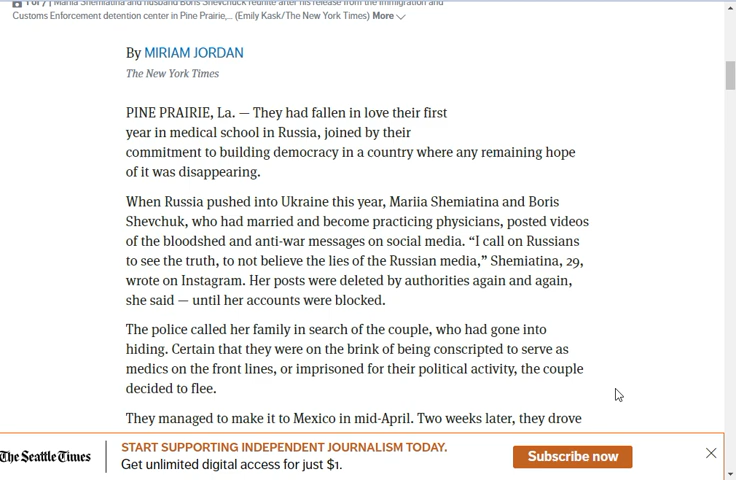 1 of 7 | Mariia Shemiatina and husband Boris Shevchuck reunite after his release from the Immigration and
Customs Enforcement detention center in Pine Prairie,... (Emily Kask/The New York Times) More
By MIRIAM JORDAN
The New York Times
PINE PRAIRIE, La. — They had fallen in love their first
year in medical school in Russia, joined by their
commitment to building democracy in a country where any remaining hope
of it was disappearing.
When Russia pushed into Ukraine this year, Mariia Shemiatina and Boris
Shevchuk, who had married and become practicing physicians, posted videos
of the bloodshed and anti-war messages on social media. “I call on Russians
to see the truth, to not believe the lies of the Russian media,” Shemiatina, 29,
wrote on Instagram. Her posts were deleted by authorities again and again,
she said — until her accounts were blocked.
The police called her family in search of the couple, who had gone into
hiding. Certain that they were on the brink of being conscripted to serve as
medics on the front lines, or imprisoned for their political activity, the couple
decided to flee.
They managed to make it to Mexico in mid-April. Two weeks later, they drove
The Seattle Times
START SUPPORTING INDEPENDENT JOURNALISM TODAY.
Get unlimited digital access for just $1.
Subscribe now